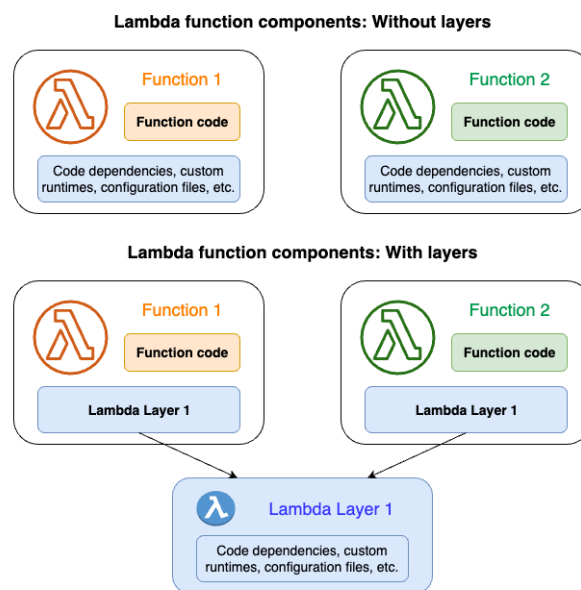 Lambda function components: Without layers
Function 1
Function code
Code dependencies, custom
runtimes, configuration files, etc.
Function 2
Function code
Code dependencies, custom
runtimes, configuration files, etc.
Lambda function components: With layers
Function 1
Function code
Lambda Layer 1
Function 2
Function code
Lambda Layer 1
Lambda Layer 1
Code dependencies, custom
runtimes, configuration files, etc.